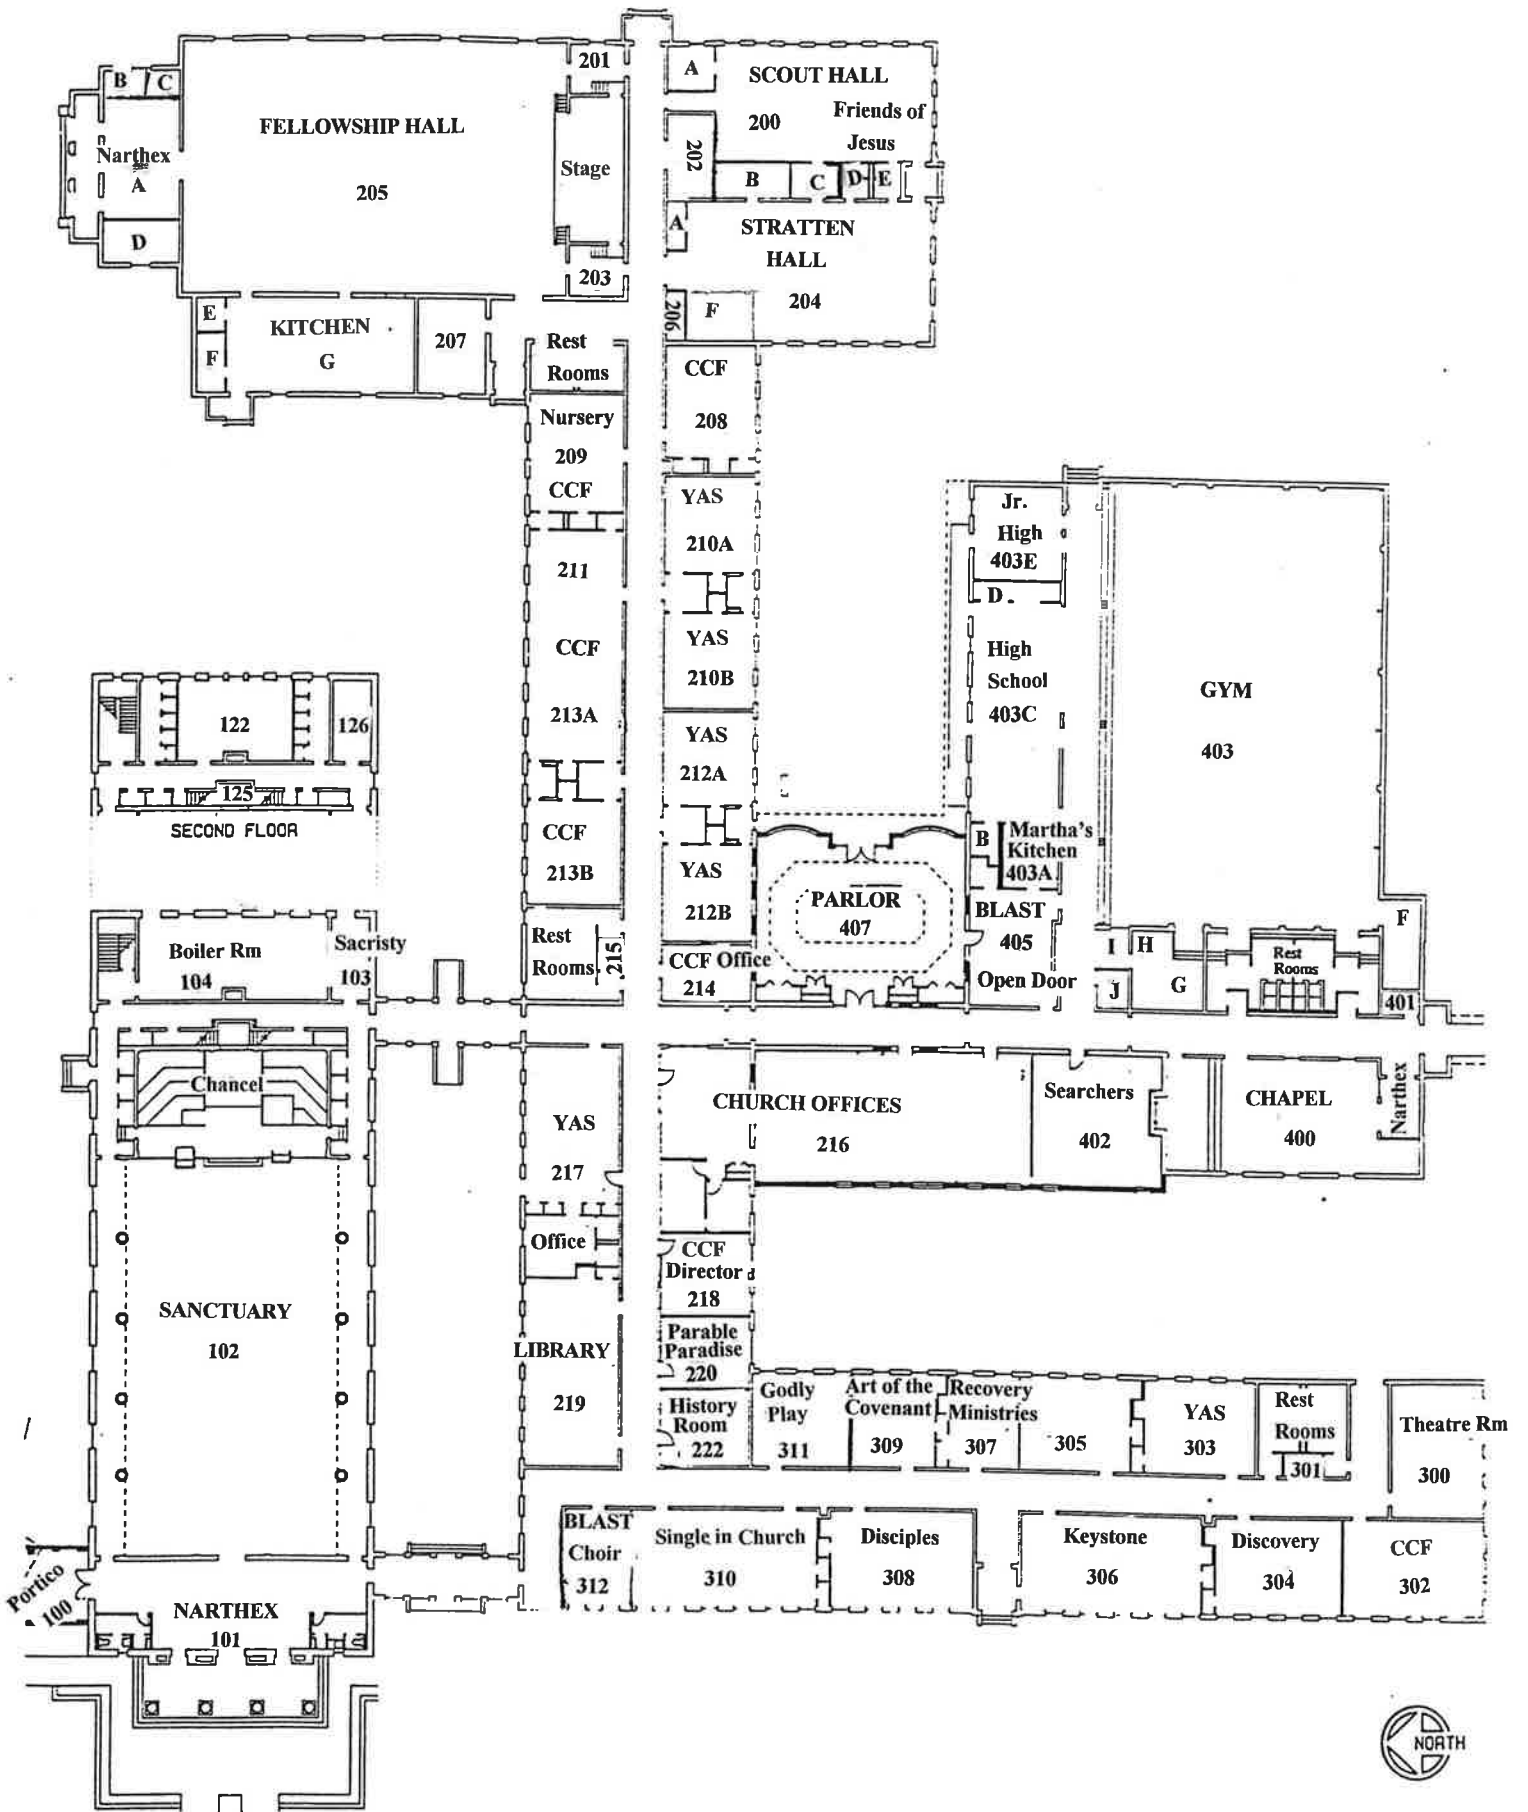 201
A
SCOUT HALL
200
Friends of
Jesus
B
C
FELLOWSHIP HALL
205
Stage
Narthex
A
D
202
B
C
D
E
A
STRATTEN
HALL
204
203
206
F
E
F
KITCHEN
G
207
Rest
Rooms
CCF
208
Nursery
209
CCF
YAS
210A
211
CCF
213A
YAS
210B
YAS
212A
CCF
213B
YAS
212B
Jr.
High
403E
D.
High
School
403C
GYM
403
B
Martha's
Kitchen
403A
PARLOR
407
BLAST
405
Open Door
F
I
H
J
G
Rest
Rooms
401
122
126
125
SECOND FLOOR
Boiler Rm
104
Sacristy
103
Rest
Rooms
215
CCF Office
214
Chancel
YAS
217
CHURCH OFFICES
216
Searchers
402
CHAPEL
400
Narthex
Office
CCF
Director
218
SANCTUARY
102
LIBRARY
219
Parable
Paradise
220
History
Room
222
Godly
Play
311
Art of the
Covenant
309
Recovery
Ministries
307
305
YAS
303
Rest
Rooms
301
Theatre Rm
300
BLAST
Choir
312
Single in Church
310
Disciples
308
Keystone
306
Discovery
304
CCF
302
Portico
100
NARTHEX
101
NORTH